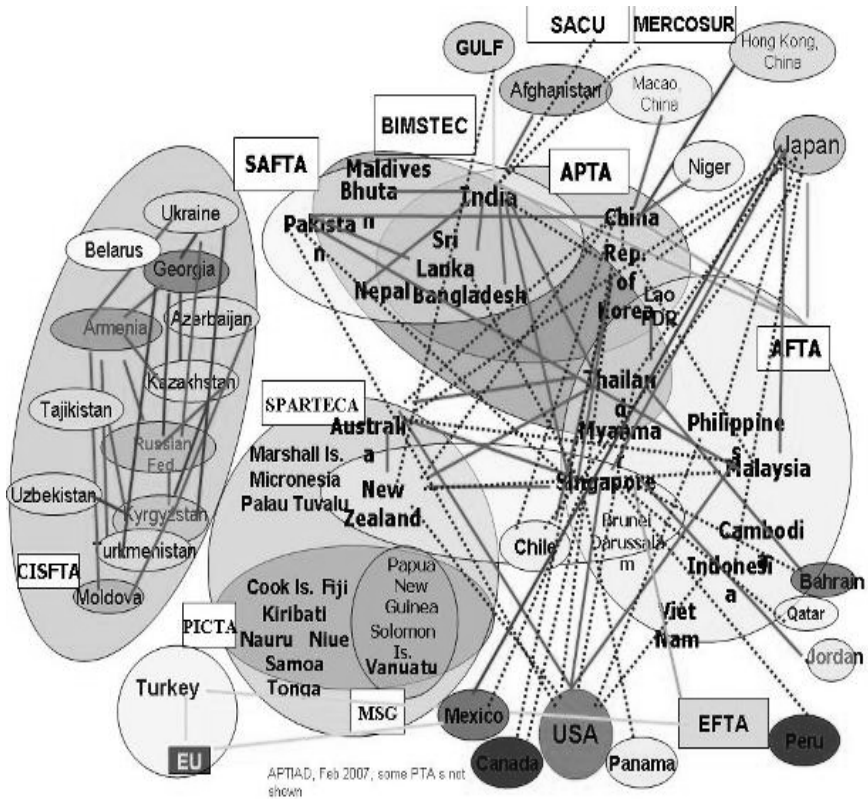 SACU
MERCOSUR
GULF
Hong Kong,
China
Afghanistan
Macao,
China
BIMSTEC
Japan
SAFTA
Maldives
Bhuta
n
India
APTA
Niger
Pakista
n
China
Ukraine
Belarus
Georgia
Sri
Lanka
Rep.
of
Korea
Nepal
Bangladesh
Lao
PDR
Armenia
Azerbaijan
AFTA
Kazakhstan
Thailan
d
Tajikistan
SPARTECA
Australi
a
Philippine
s
Myanma
r
Russian
Fed
Marshall Is.
Micronesia
Palau Tuvalu
Malaysia
Uzbekistan
New
Zealand
Singapore
Kyrgyzstan
Brunei
Darussala
m
Cambodi
a
Turkmenistan
Chile
CISFTA
Papua
New
Guinea
Indonesi
a
Moldova
Cook Is. Fiji
Kiribati
Bahrain
PICTA
Nauru Niue
Solomon
Is.
Viet
Nam
Qatar
Samoa
Vanuatu
Tonga
Jordan
Turkey
MSG
Mexico
USA
EFTA
Peru
EU
Canada
Panama
APTIAD, Feb 2007, some PTA s not
shown